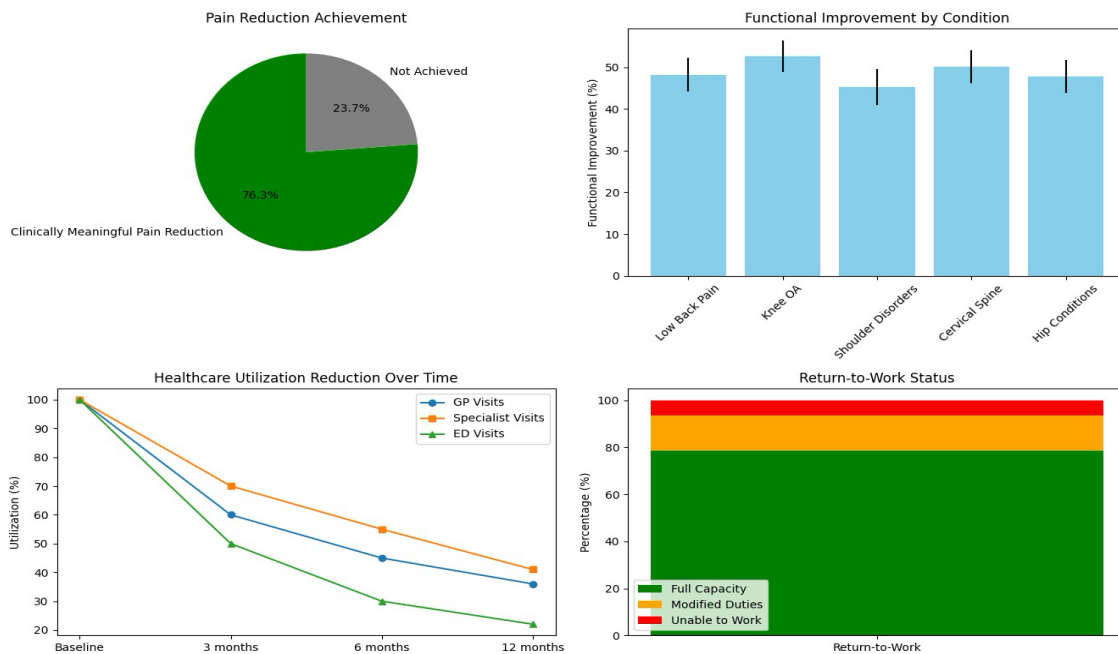 Pain Reduction Achievement
Not Achieved
23.7%
76.3%
Clinically Meaningful Pain Reduction
Functional Improvement by Condition
Functional Improvement (%)
50
40
30
20
10
0
Low Back Pain
Knee OA
Shoulder Disorders
Cervical Spine
Hip Conditions
Healthcare Utilization Reduction Over Time
Utilization (%)
100
90
80
70
60
50
40
30
20
GP Visits
Specialist Visits
ED Visits
Baseline
3 months
6 months
12 months
Return-to-Work Status
Percentage (%)
100
80
60
40
20
0
Full Capacity
Modified Duties
Unable to Work
Return-to-Work